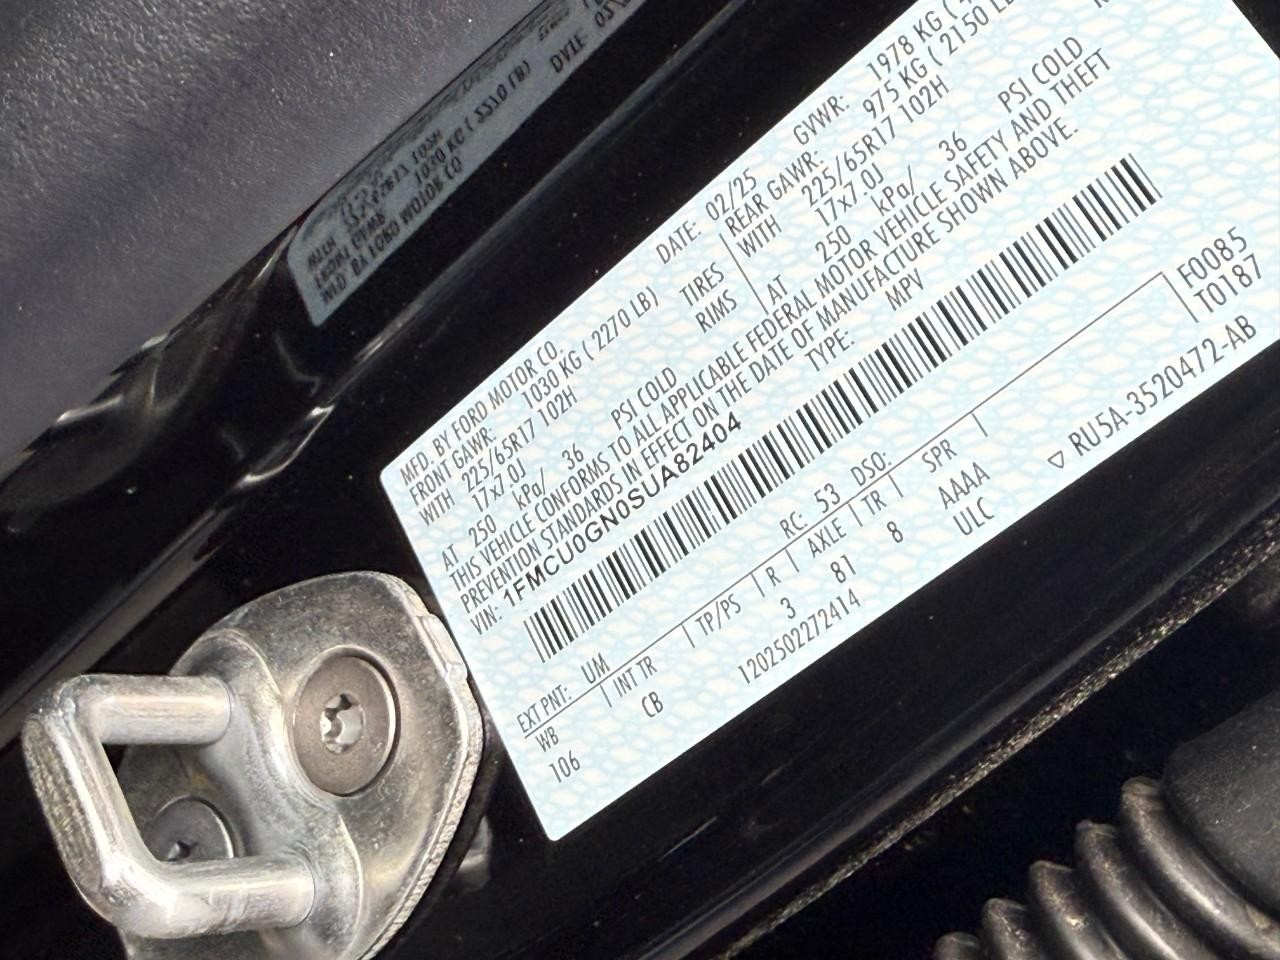 MFD. BY FORD MOTOR CO.
DATE: 02/25
GVWR: 1978 KG (
FRONT GAWR: 1030 KG ( 2270 LB)
REAR GAWR: 975 KG ( 2150 LB
WITH 225/65R17 102H TIRES
WITH 225/65R17 102H
17x7.0J RIMS
17x7.0J
AT 250 kPa/ 36 PSI COLD
AT 250 kPa/ 36 PSI COLD
THIS VEHICLE CONFORMS TO ALL APPLICABLE FEDERAL MOTOR VEHICLE SAFETY AND THEFT
PREVENTION STANDARDS IN EFFECT ON THE DATE OF MANUFACTURE SHOWN ABOVE.
VIN: 1FMCU0GN0SUA82404
TYPE: MPV
EXT PNT: UM RC: 53 DSO: F0085
WB INT TR TP/PS R AXLE TR SPR T0187
106 CB 3 81 8 AAAA
ULC
1202502272414
RU5A-3520472-AB